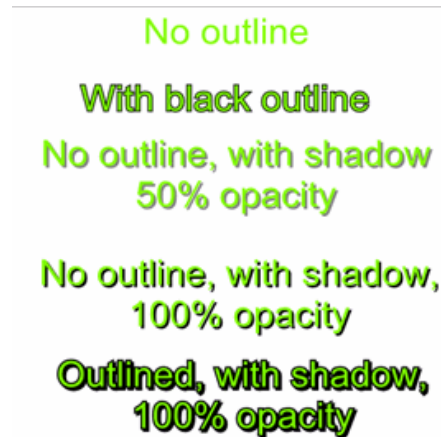 No outline
With black outline
No outline, with shadow
50% opacity
No outline, with shadow,
100% opacity
Outlined, with shadow,
100% opacity